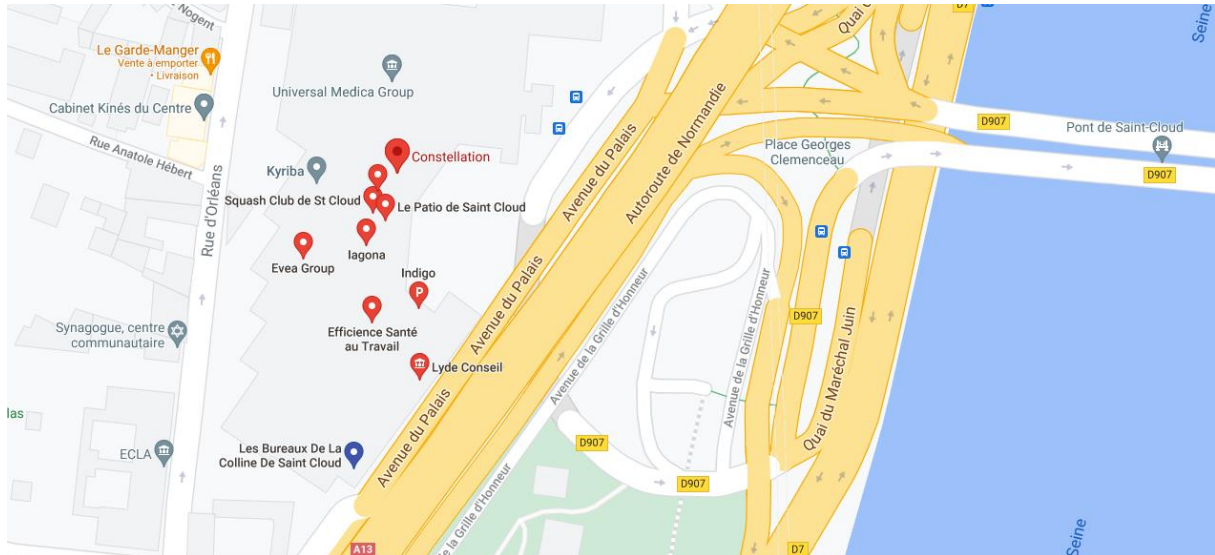 Nogent
Quai
D7
Seine
Le Garde-Manger
Vente à emporter
· Livraison
Universal Medica Group
Cabinet Kinés du Centre
Rue Anatole Hébert
D907
Pont de Saint-Cloud
D907
Place Georges
Clemenceau
Constellation
Kyriba
Squash Club de St Cloud
Le Patio de Saint Cloud
Avenue du Palais
Autoroute de Normandie
Rue d'Orléans
Iagona
Evea Group
Indigo
P
Avenue du Palais
Avenue de la Grille d'Honneur
Avenue de la Grille d'Honneur
D907
Efficience Santé
au Travail
Synagogue, centre
communautaire
Lyde Conseil
Quai du Maréchal Juin
Avenue du Palais
las
ECLA
Les Bureaux De La
Colline De Saint Cloud
D907
D907
de la Grille d'Honneur
A13
D7
Seine